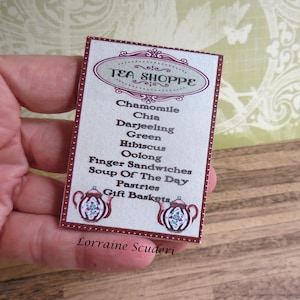 TEA SHOPPE
Chamomile
Chia
Darjeeling
Green
Hibiscus
Oolong
Finger Sandwiches
Soup Of The Day
Pastries
Gift Baskets
Lorraine Scuderi